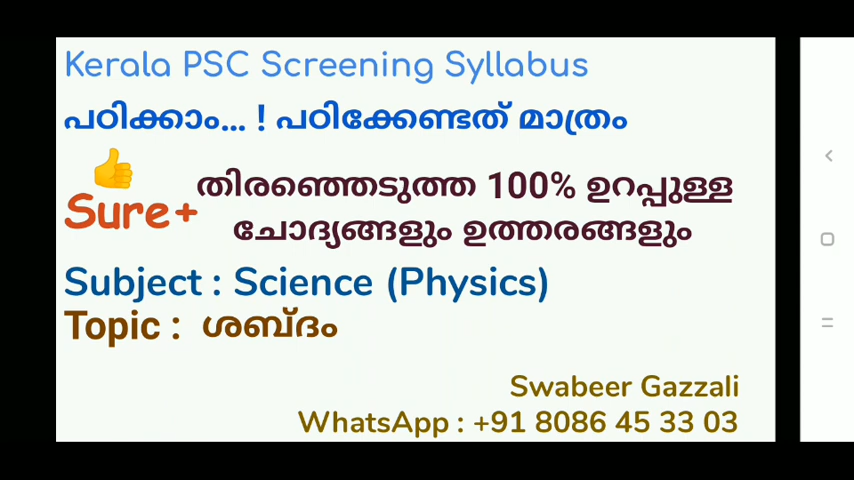 Kerala PSC Screening Syllabus
പഠിക്കാം... ! പഠിക്കേണ്ടത് മാത്രം
Sure+ തിരഞ്ഞെടുത്ത 100% ഉറപ്പുള്ള
ചോദ്യങ്ങളും ഉത്തരങ്ങളും
Subject : Science (Physics)
Topic : ശബ്ദം
Swabeer Gazzali
WhatsApp : +91 8086 45 33 03